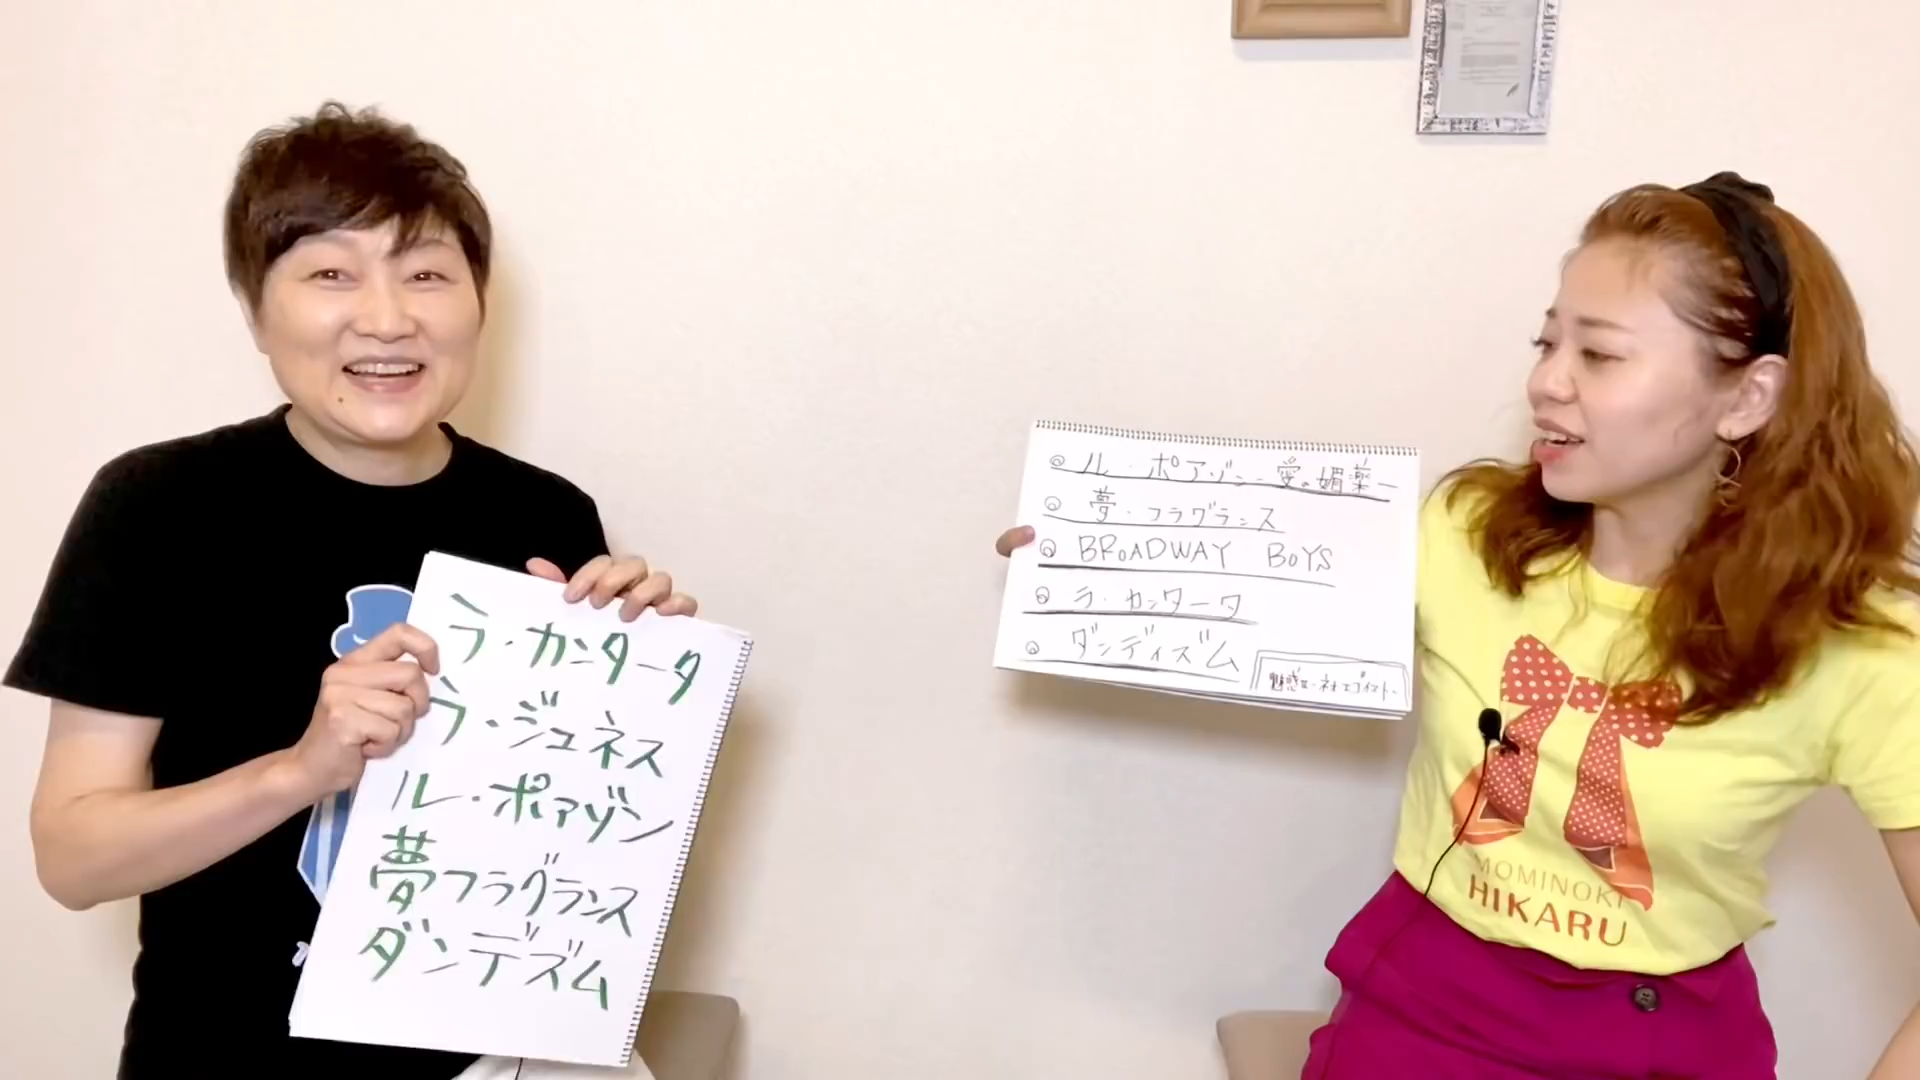 ラ・カンタータ
ラ・ジュネス
ル・ポァゾン
夢フラグランス
ダンデズム
◎ ル・ポアゾン -愛の媚薬-
◎ 夢・フラグランス
◎ BROADWAY BOYS
◎ ラ・カンタータ
◎ ダンディズム
MOMINOKI
HIKARU